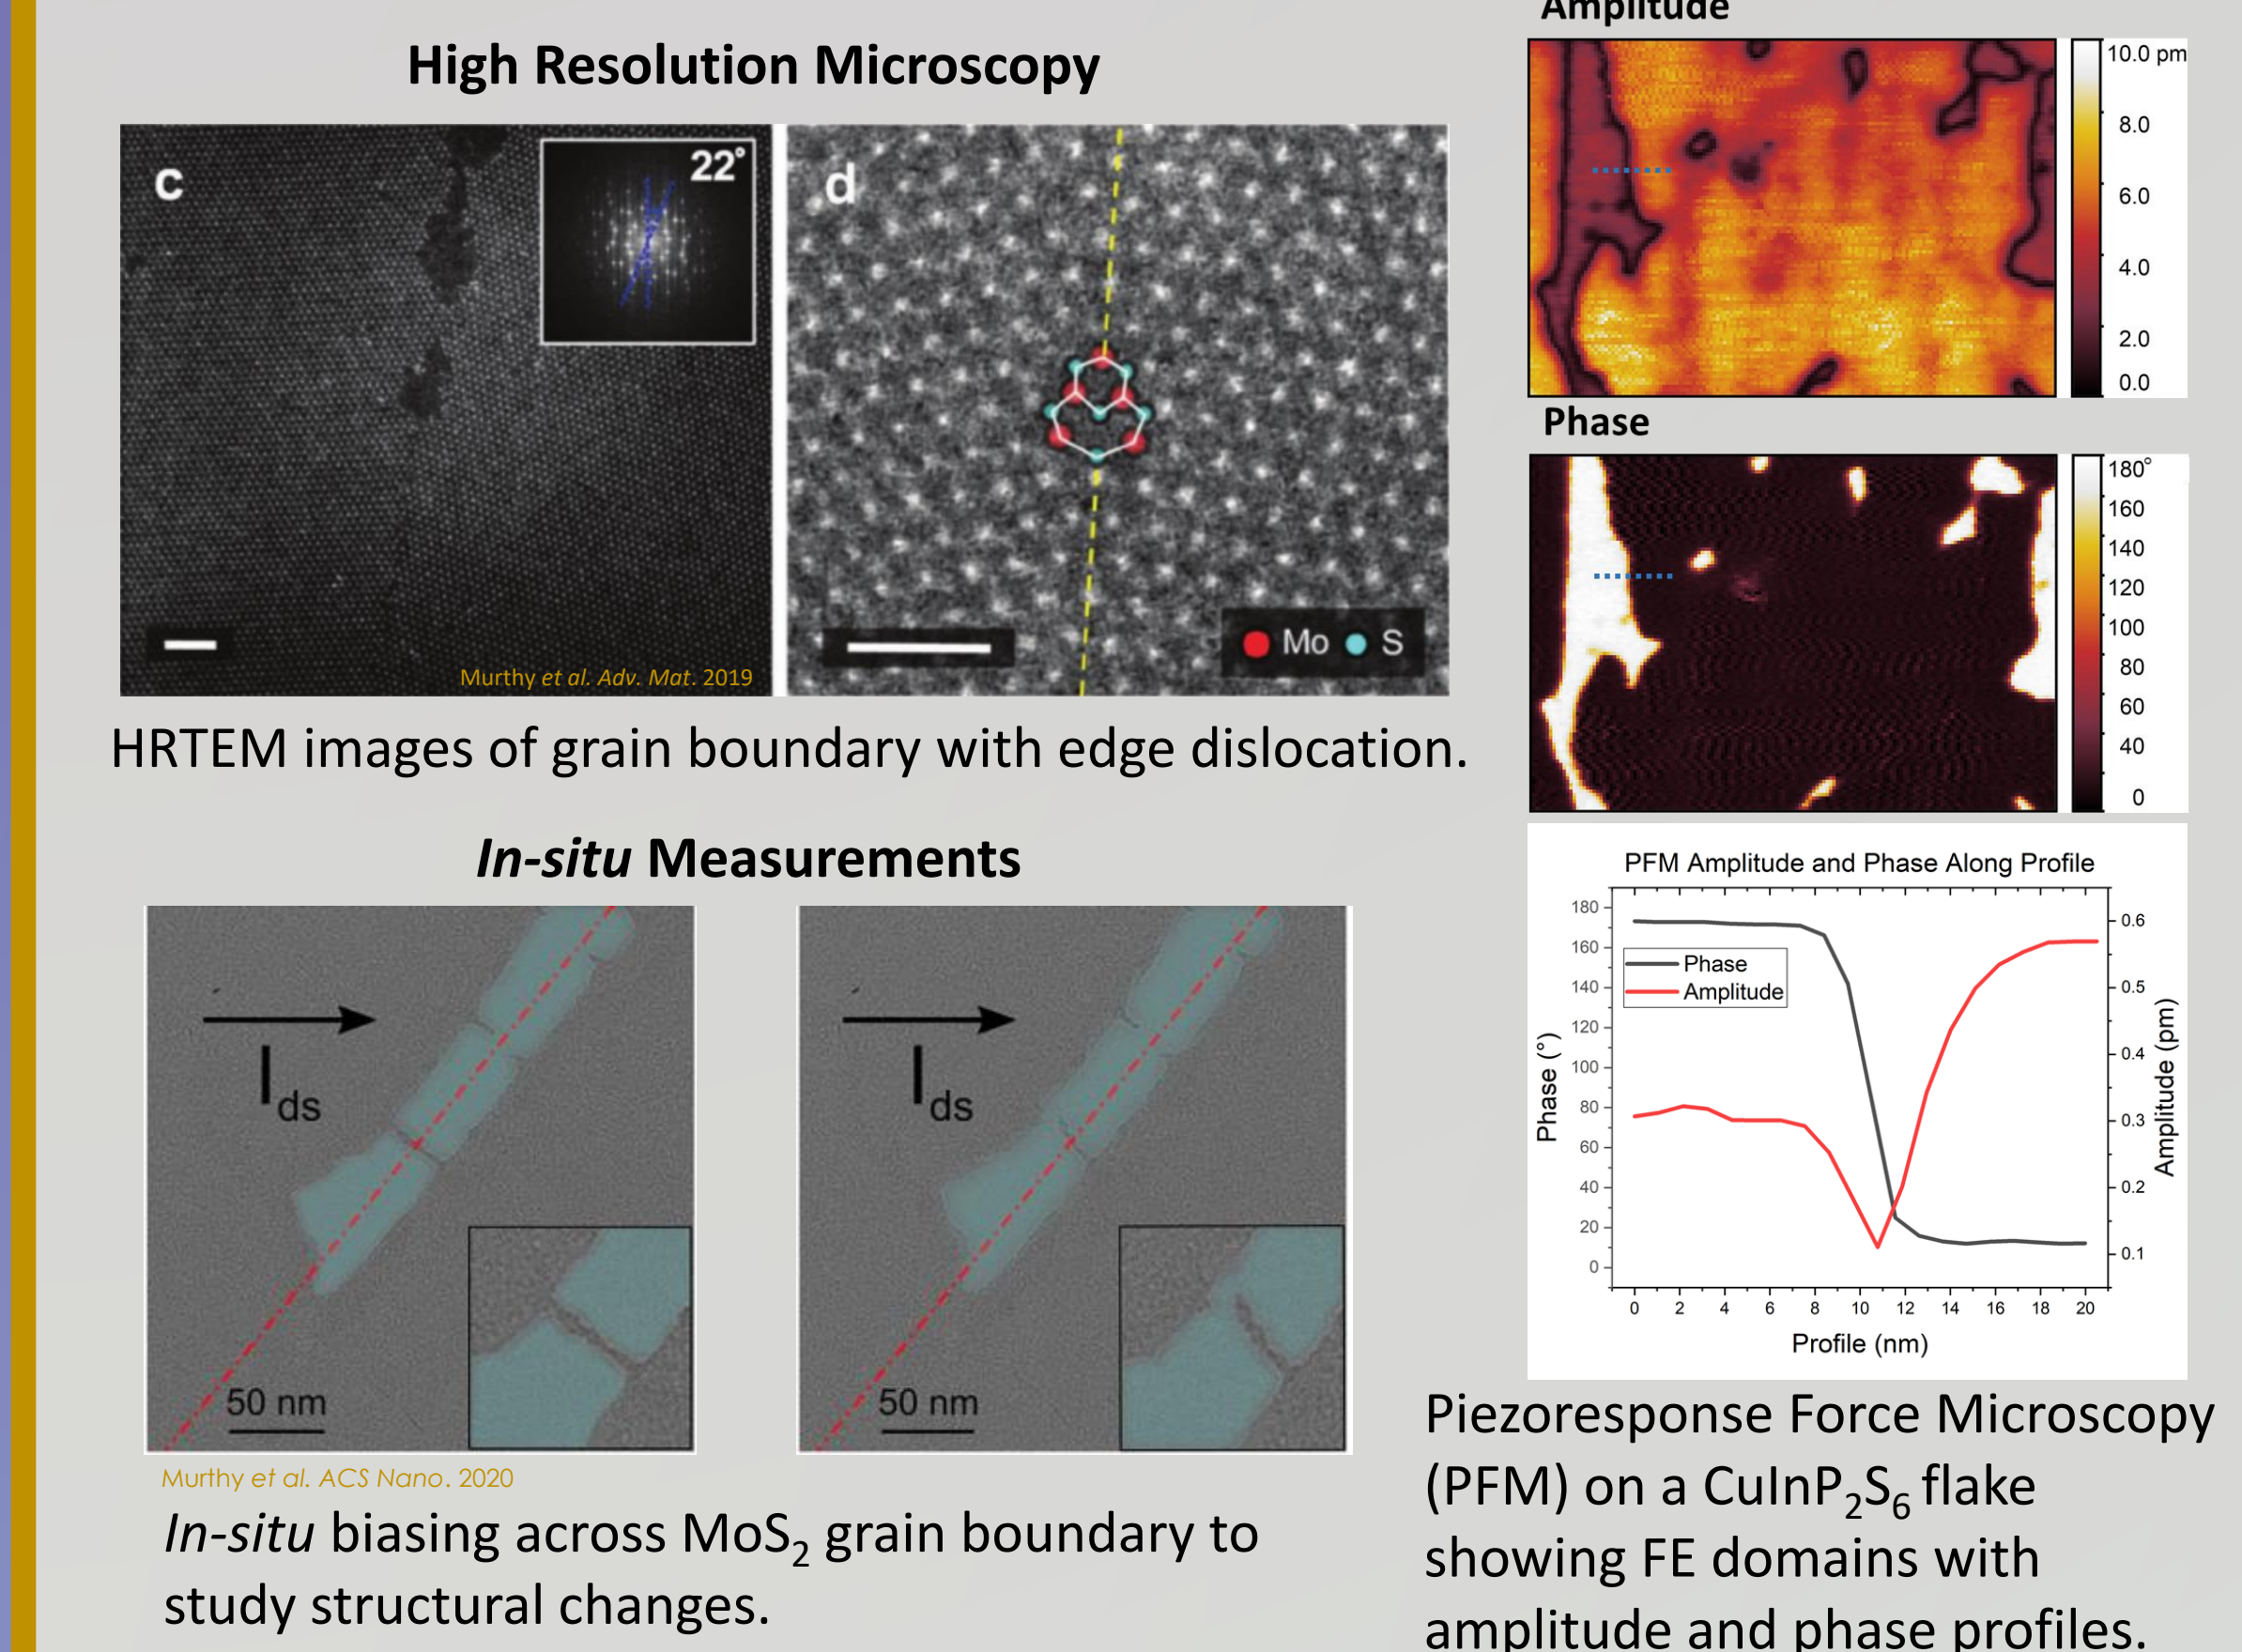 High Resolution Microscopy
c
22°
d
Mo
S
Murthy et al. Adv. Mat. 2019
HRTEM images of grain boundary with edge dislocation.
In-situ Measurements
Ids
50 nm
Ids
50 nm
Murthy et al. ACS Nano. 2020
In-situ biasing across MoS2 grain boundary to
study structural changes.
Amplitude
10.0 pm
8.0
6.0
4.0
2.0
0.0
Phase
180°
160
140
120
100
80
60
40
0
PFM Amplitude and Phase Along Profile
Phase
Amplitude
Phase (°)
180
160
140
120
100
80
60
40
20
0
0.6
0.5
0.4
0.3
0.2
0.1
Amplitude (pm)
0 2 4 6 8 10 12 14 16 18 20
Profile (nm)
Piezoresponse Force Microscopy
(PFM) on a CuInP2S6 flake
showing FE domains with
amplitude and phase profiles.